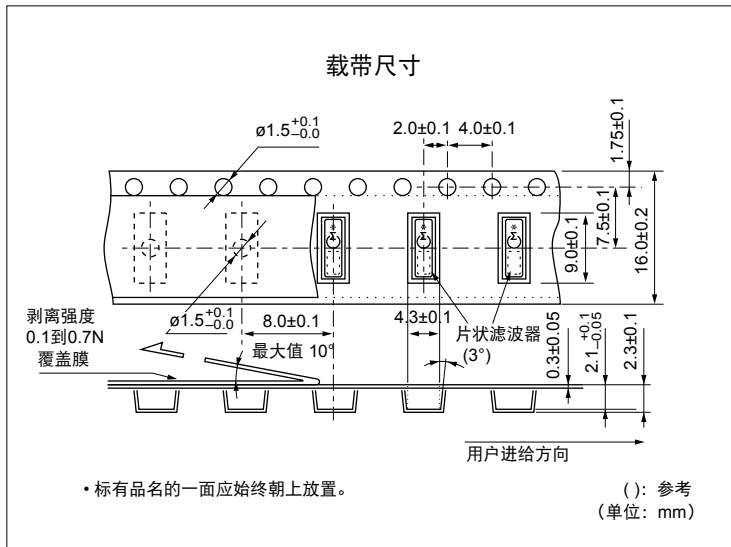 载带尺寸
ø1.5+0.1 –0.0
2.0±0.1
4.0±0.1
1.75±0.1
7.5±0.1
9.0±0.1
16.0±0.2
Σ*
Σ*
Σ*
ø1.5+0.1 –0.0
8.0±0.1
4.3±0.1
片状滤波器
(3°)
剥离强度
0.1到0.7N
覆盖膜
最大值 10°
0.3±0.05
2.1+0.1 –0.05
2.3±0.1
用户进给方向
• 标有品名的一面应始终朝上放置。
( ): 参考
(单位: mm)